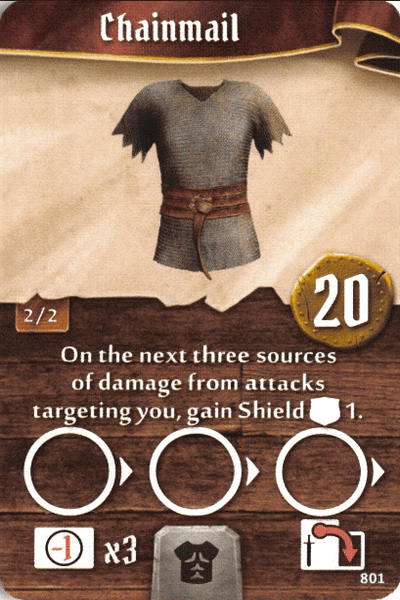 Chainmail
20
2/2
On the next three sources
of damage from attacks
targeting you, gain Shield 1.
-1 x3
801